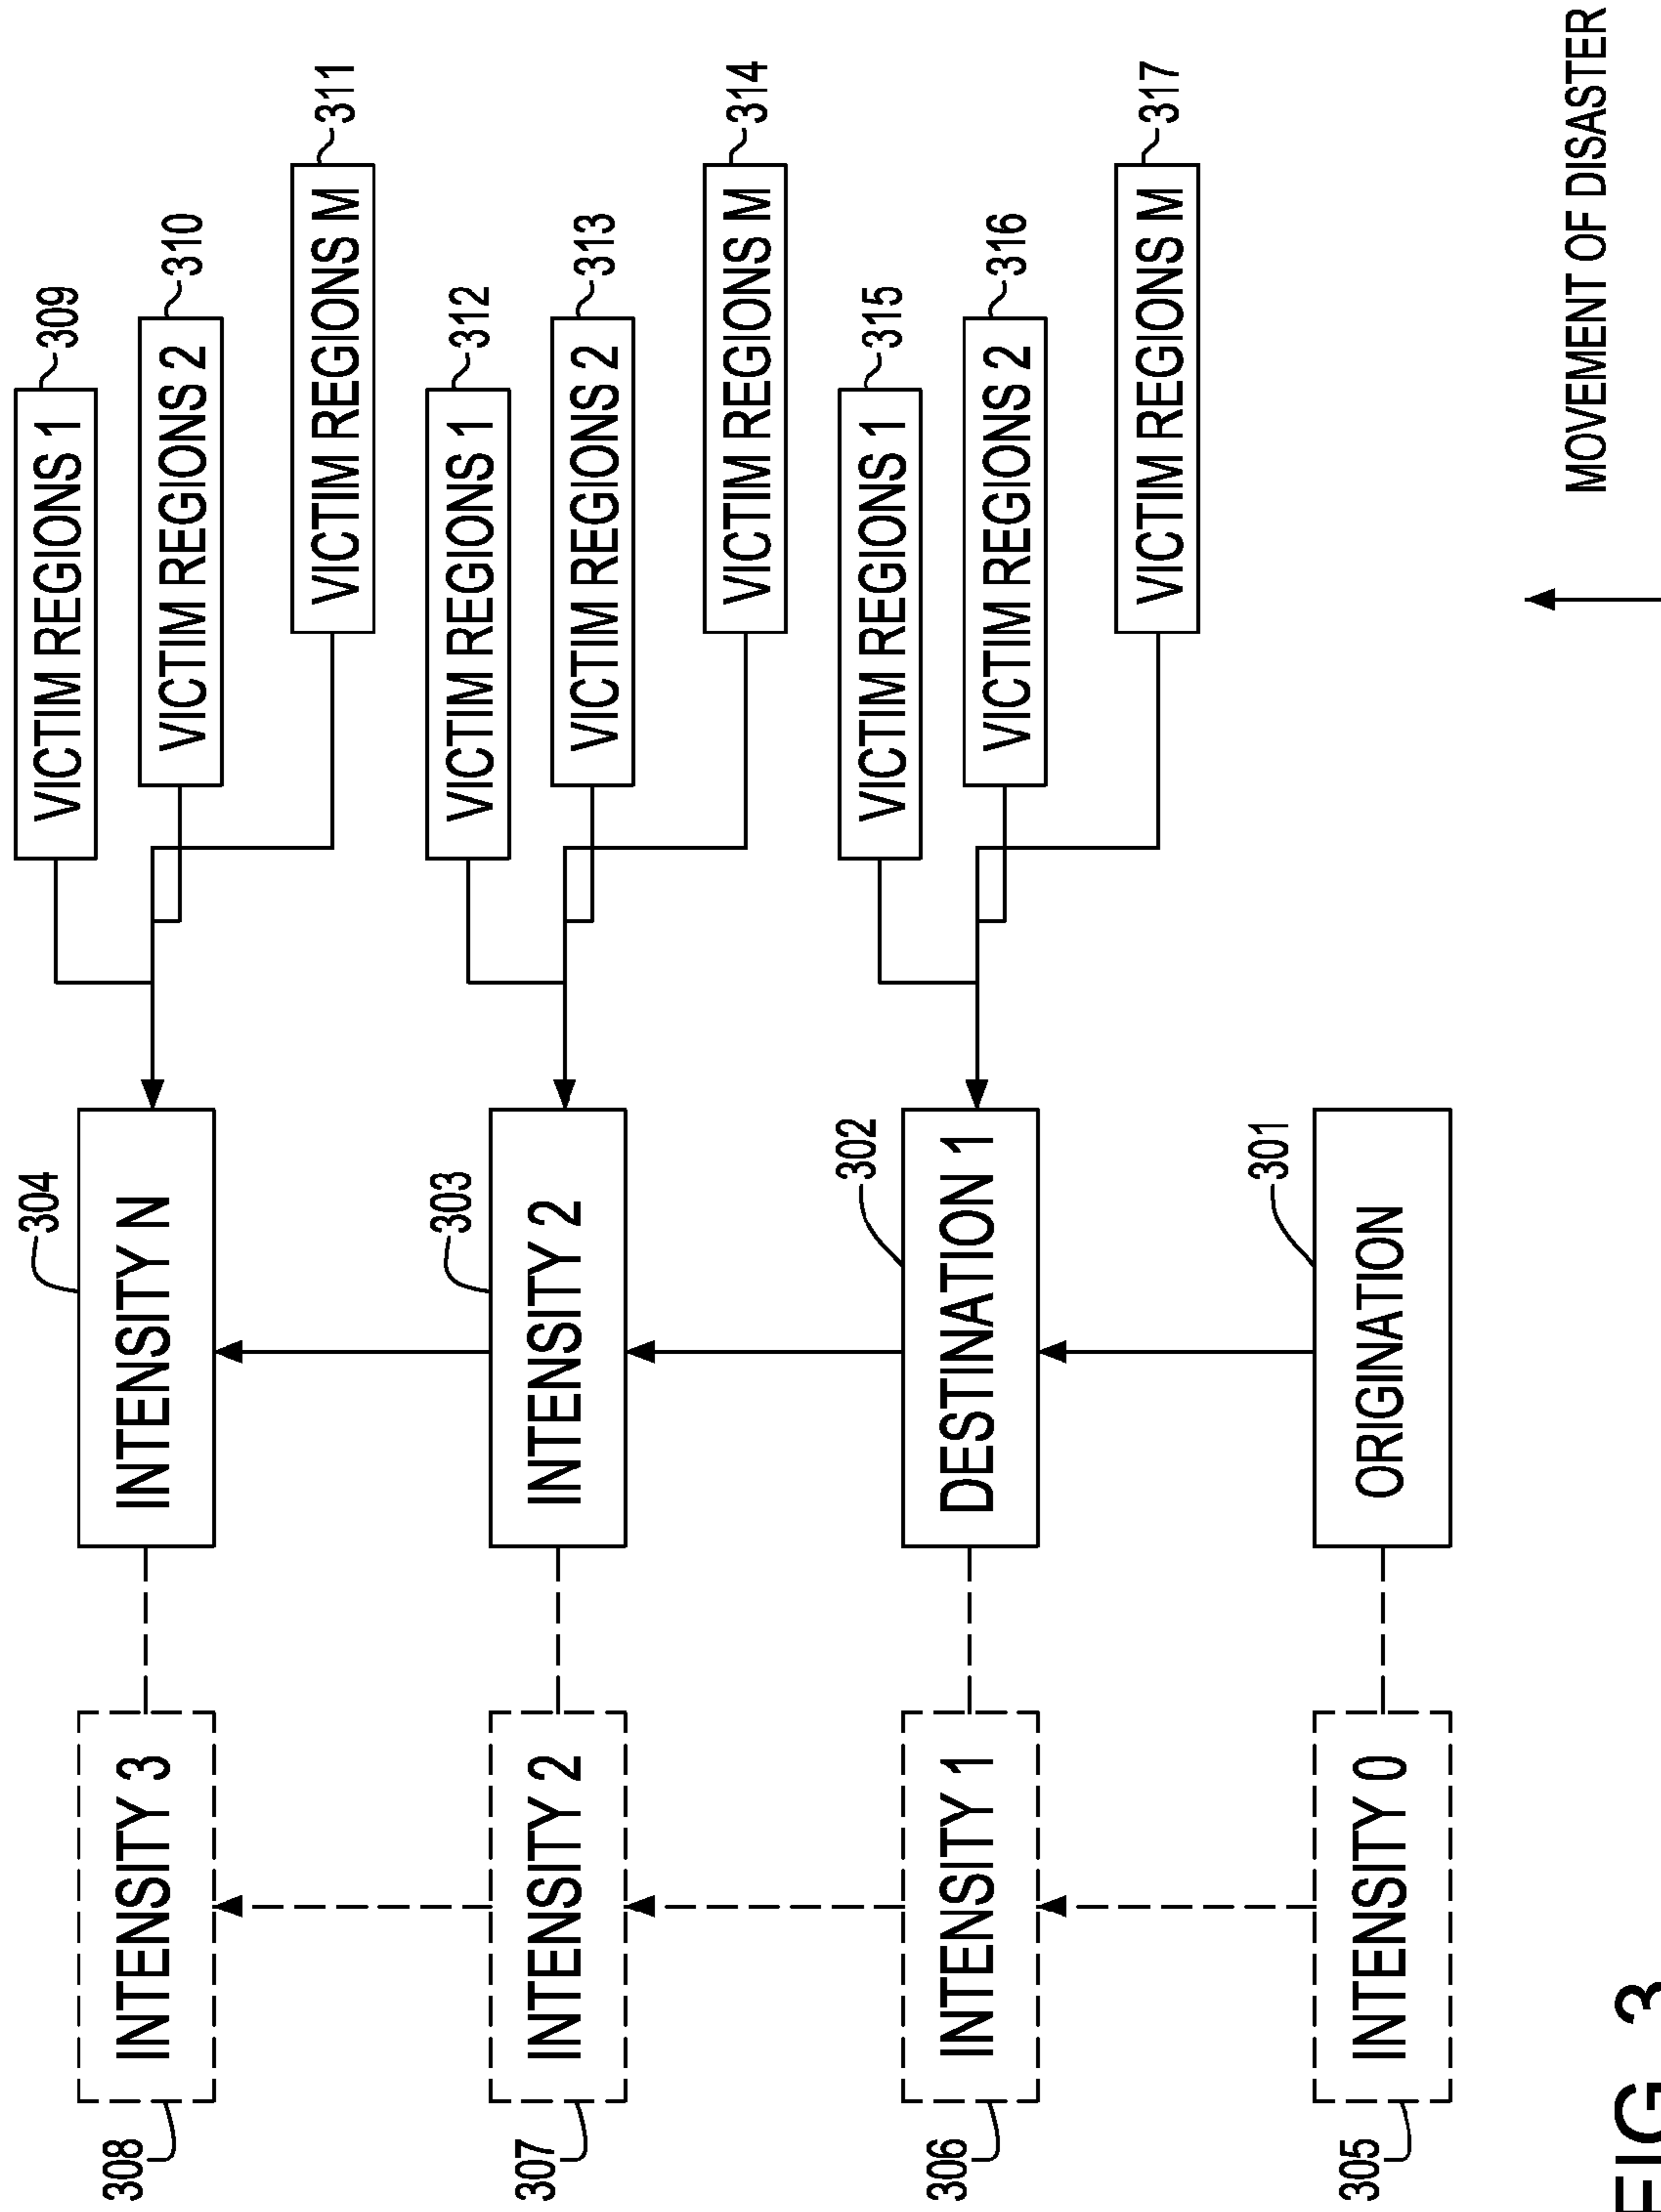 304
309
VICTIM REGIONS 1
308
INTENSITY 3
INTENSITY N
VICTIM REGIONS 2
310
VICTIM REGIONS M
311
303
312
VICTIM REGIONS 1
307
INTENSITY 2
INTENSITY 2
VICTIM REGIONS 2
313
VICTIM REGIONS M
314
302
315
VICTIM REGIONS 1
306
INTENSITY 1
DESTINATION 1
VICTIM REGIONS 2
316
VICTIM REGIONS M
317
301
305
INTENSITY 0
ORIGINATION
MOVEMENT OF DISASTER
FIG 3